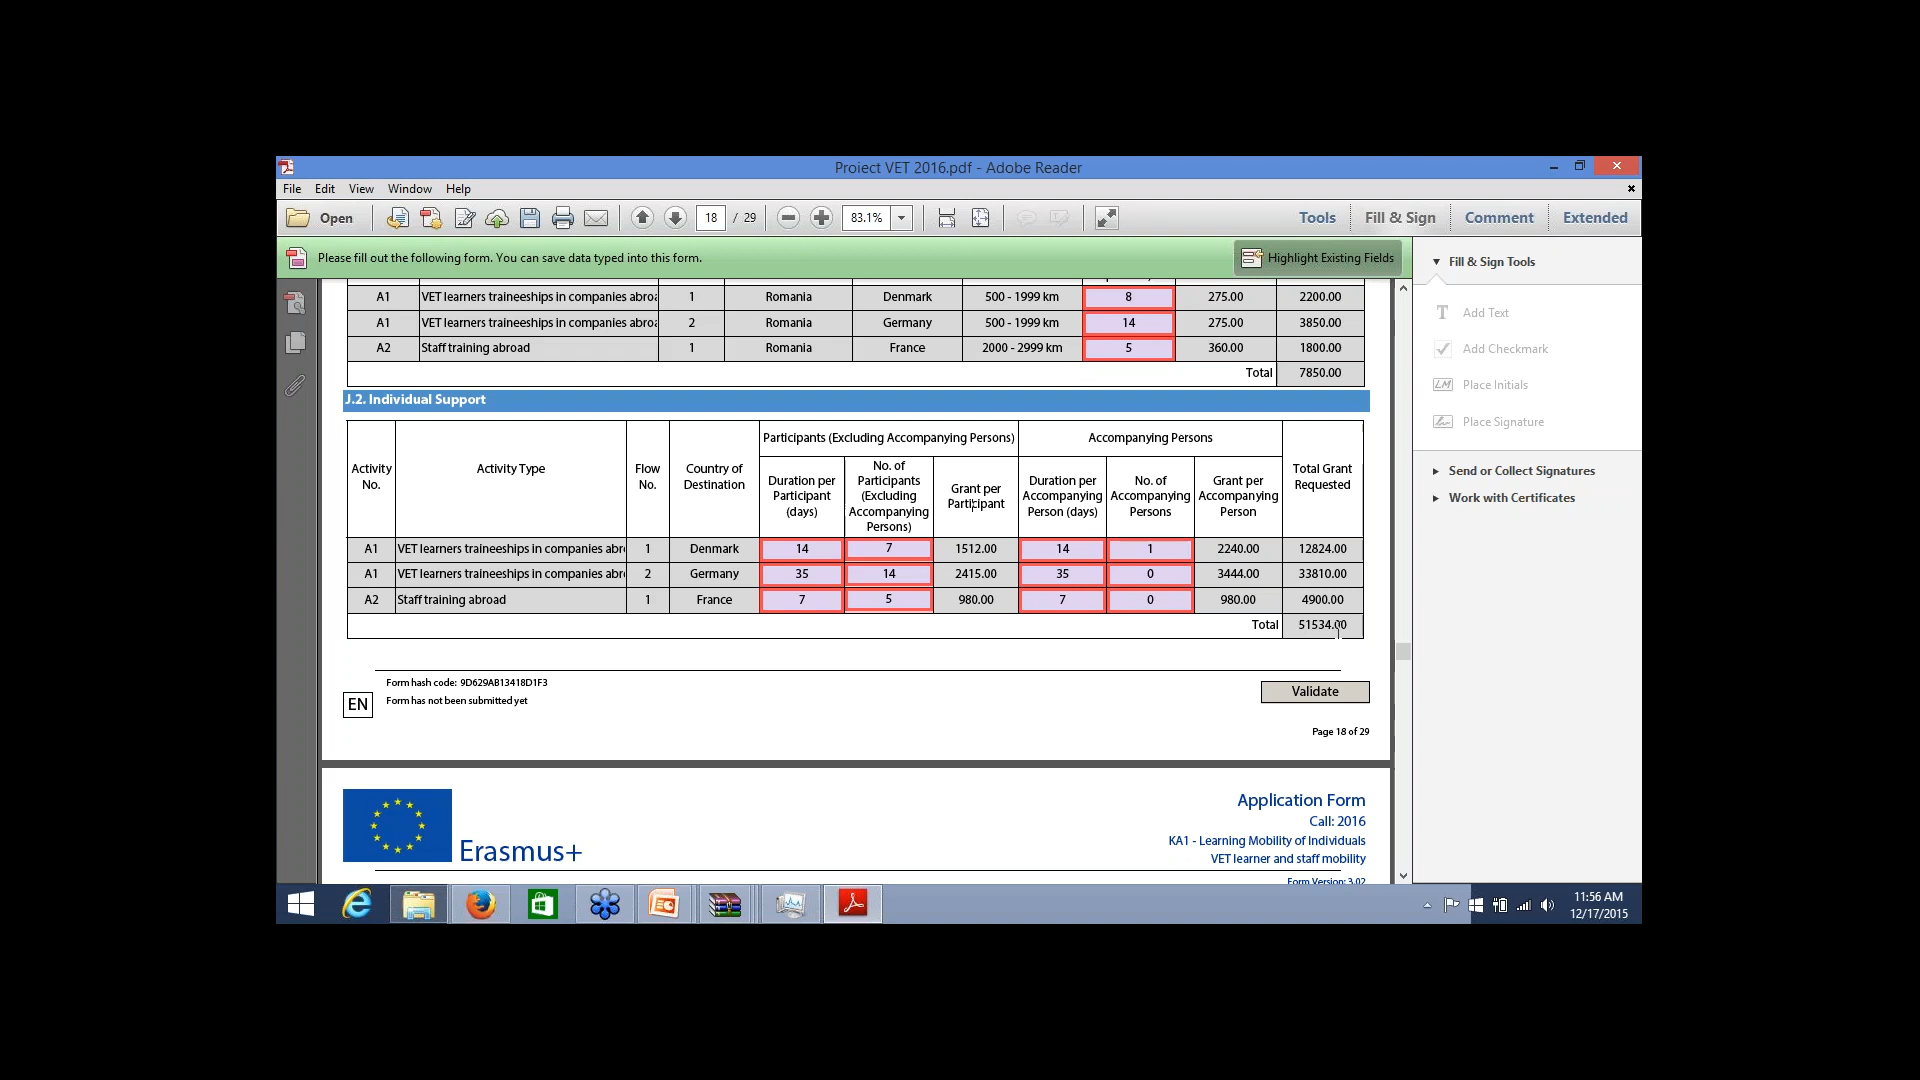 Proiect VET 2016.pdf - Adobe Reader
File Edit View Window Help
Open 18 / 29 83.1% Tools Fill & Sign Comment Extended
Please fill out the following form. You can save data typed into this form. Highlight Existing Fields
A1 VET learners traineeships in companies abroa 1 Romania Denmark 500 - 1999 km 8 275.00 2200.00
A1 VET learners traineeships in companies abroa 2 Romania Germany 500 - 1999 km 14 275.00 3850.00
A2 Staff training abroad 1 Romania France 2000 - 2999 km 5 360.00 1800.00
Total 7850.00
J.2. Individual Support
Activity No.
Activity Type
Flow No.
Country of Destination
Participants (Excluding Accompanying Persons)
Duration per Participant (days)
No. of Participants (Excluding Accompanying Persons)
Grant per Participant
Accompanying Persons
Duration per Accompanying Person (days)
No. of Accompanying Persons
Grant per Accompanying Person
Total Grant Requested
A1 VET learners traineeships in companies abr 1 Denmark 14 7 1512.00 14 1 2240.00 12824.00
A1 VET learners traineeships in companies abr 2 Germany 35 14 2415.00 35 0 3444.00 33810.00
A2 Staff training abroad 1 France 7 5 980.00 7 0 980.00 4900.00
Total 51534.00
Form hash code: 9D629AB13418D1F3
EN Form has not been submitted yet
Validate
Page 18 of 29
Erasmus+
Application Form
Call: 2016
KA1 - Learning Mobility of Individuals
VET learner and staff mobility
Form Version: 3.02
Fill & Sign Tools
T Add Text
Add Checkmark
LM Place Initials
Place Signature
Send or Collect Signatures
Work with Certificates
11:56 AM
12/17/2015